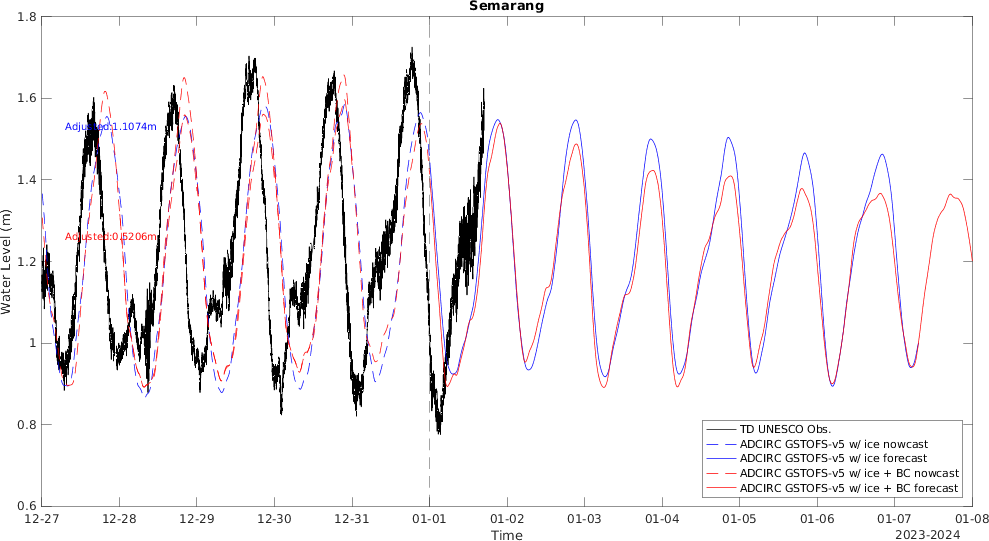 Semarang
1.8
1.6
1.4
1.2
1
0.8
0.6
Water Level (m)
Adjusted:1.1074m
Adjusted:0.5206m
TD UNESCO Obs.
ADCIRC GSTOFS-v5 w/ ice nowcast
ADCIRC GSTOFS-v5 w/ ice forecast
ADCIRC GSTOFS-v5 w/ ice + BC nowcast
ADCIRC GSTOFS-v5 w/ ice + BC forecast
12-27 12-28 12-29 12-30 12-31 01-01 01-02 01-03 01-04 01-05 01-06 01-07 01-08
Time
2023-2024